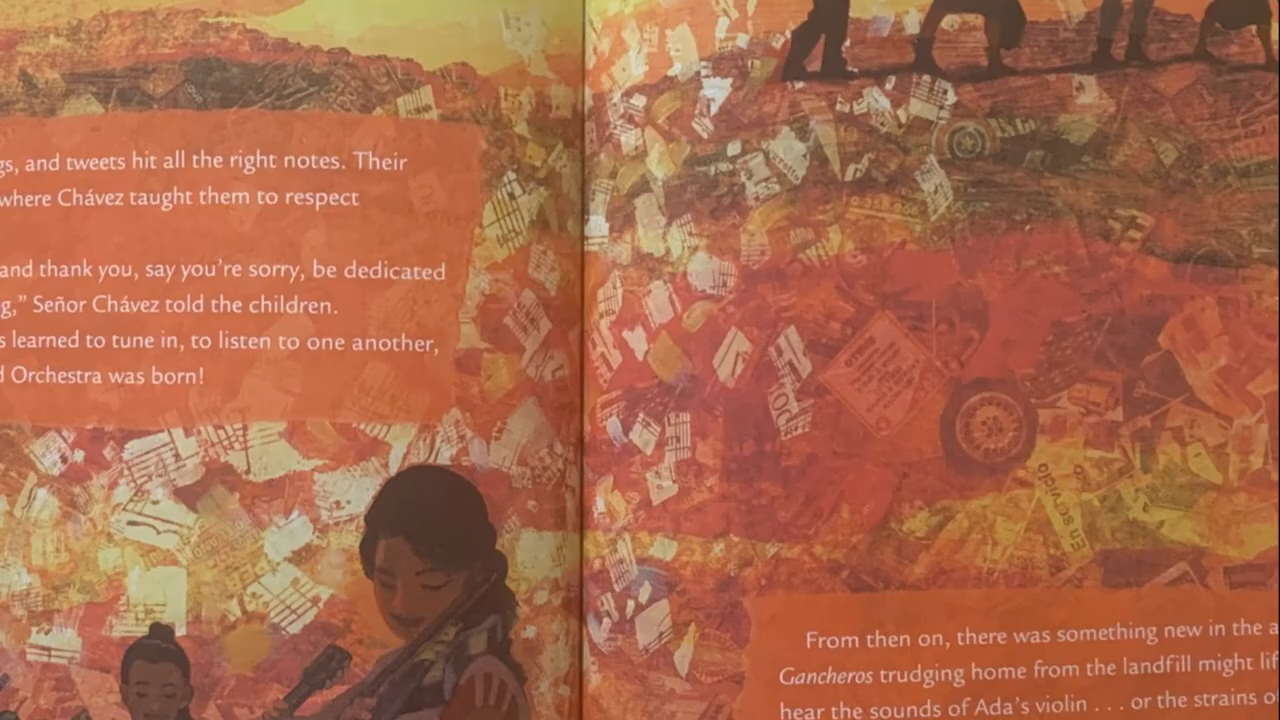 gs, and tweets hit all the right notes. Their
where Chávez taught them to respect
and thank you, say you're sorry, be dedicated
g,” Señor Chávez told the children.
s learned to tune in, to listen to one another,
d Orchestra was born!
From then on, there was something new in the a
Gancheros trudging home from the landfill might lif
hear the sounds of Ada's violin . . . or the strains o
En servicio